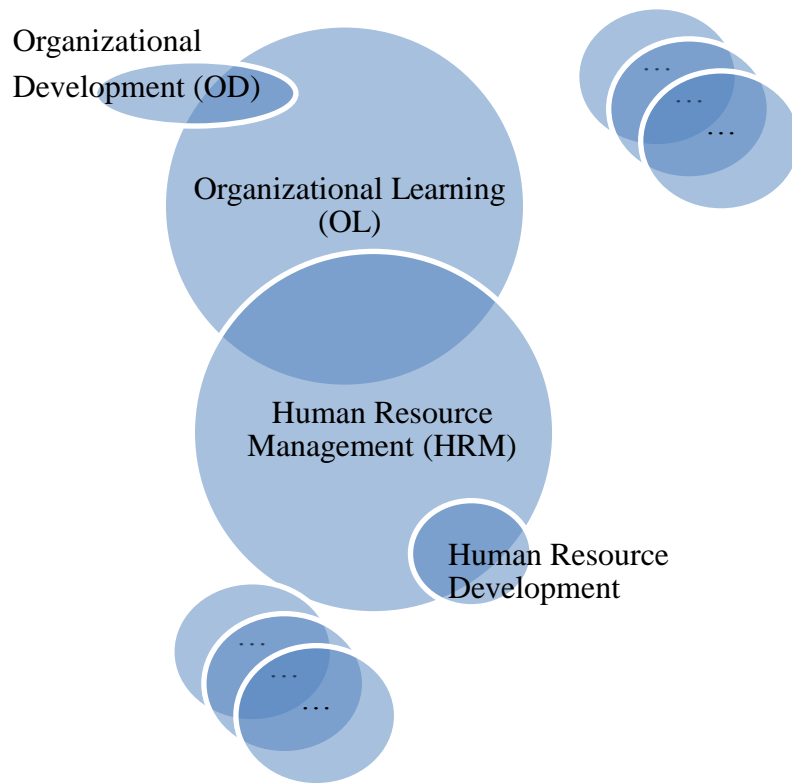 Organizational
Development (OD)
...
...
...
Organizational Learning
(OL)
Human Resource
Management (HRM)
Human Resource
Development
...
...
...